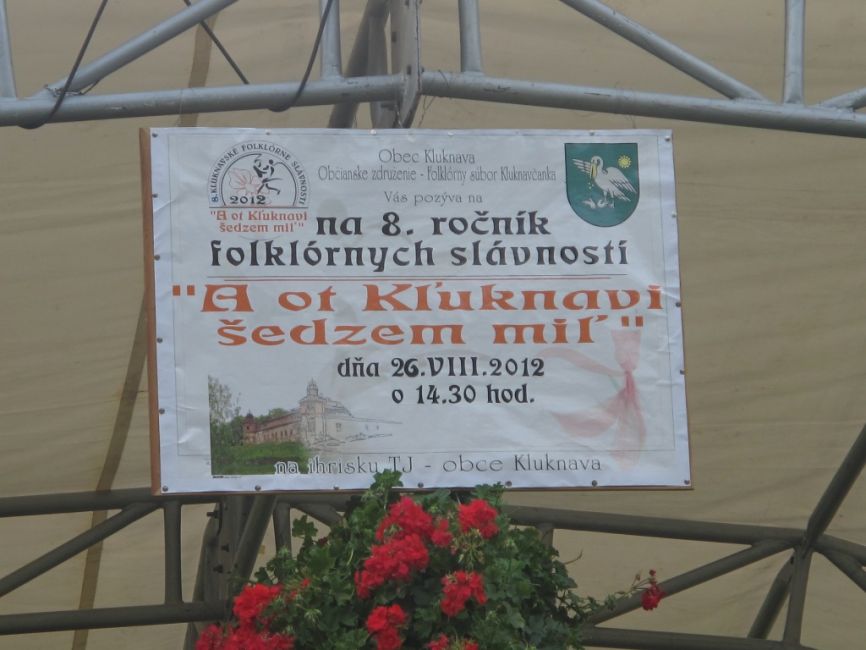 8. KLUKNAVSKÉ FOLKLÓRNE SLÁVNOSTI
2012
"A ot Kľuknavi
šedzem miľ"
Obec Kluknava
Občianske združenie - Folklórny súbor Kluknavčanka
Vás pozýva na
na 8. ročník
folklórnych slávností
"A ot Kľuknavi
šedzem miľ"
dňa 26.VIII.2012
o 14.30 hod.
na ihrisku TJ - obce Kluknava